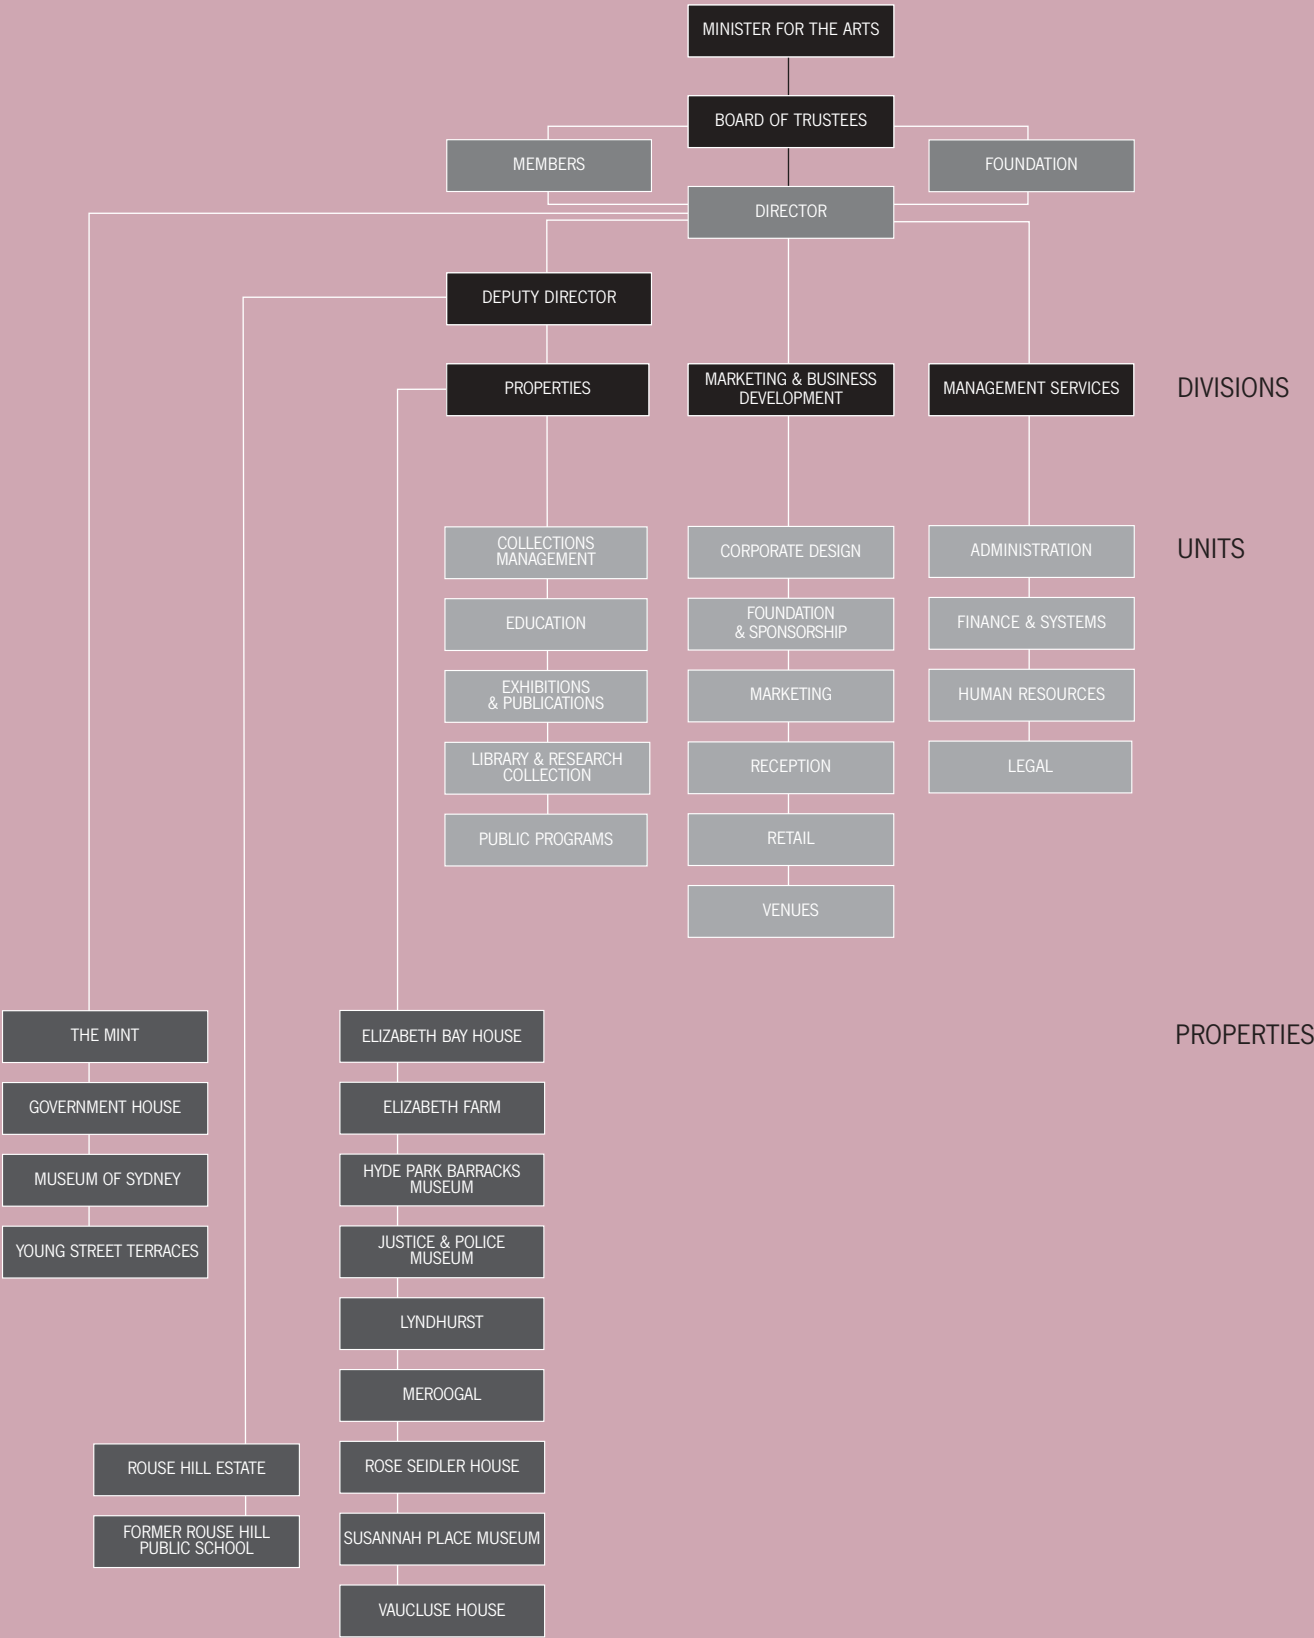 MINISTER FOR THE ARTS
BOARD OF TRUSTEES
MEMBERS
FOUNDATION
DIRECTOR
DEPUTY DIRECTOR
PROPERTIES
MARKETING & BUSINESS
DEVELOPMENT
MANAGEMENT SERVICES
DIVISIONS
COLLECTIONS
MANAGEMENT
CORPORATE DESIGN
ADMINISTRATION
UNITS
EDUCATION
FOUNDATION
& SPONSORSHIP
FINANCE & SYSTEMS
EXHIBITIONS
& PUBLICATIONS
MARKETING
HUMAN RESOURCES
LIBRARY & RESEARCH
COLLECTION
RECEPTION
LEGAL
PUBLIC PROGRAMS
RETAIL
VENUES
THE MINT
ELIZABETH BAY HOUSE
PROPERTIES
GOVERNMENT HOUSE
ELIZABETH FARM
MUSEUM OF SYDNEY
HYDE PARK BARRACKS
MUSEUM
YOUNG STREET TERRACES
JUSTICE & POLICE
MUSEUM
LYNDHURST
MEROOGAL
ROUSE HILL ESTATE
ROSE SEIDLER HOUSE
FORMER ROUSE HILL
PUBLIC SCHOOL
SUSANNAH PLACE MUSEUM
VAUCLUSE HOUSE